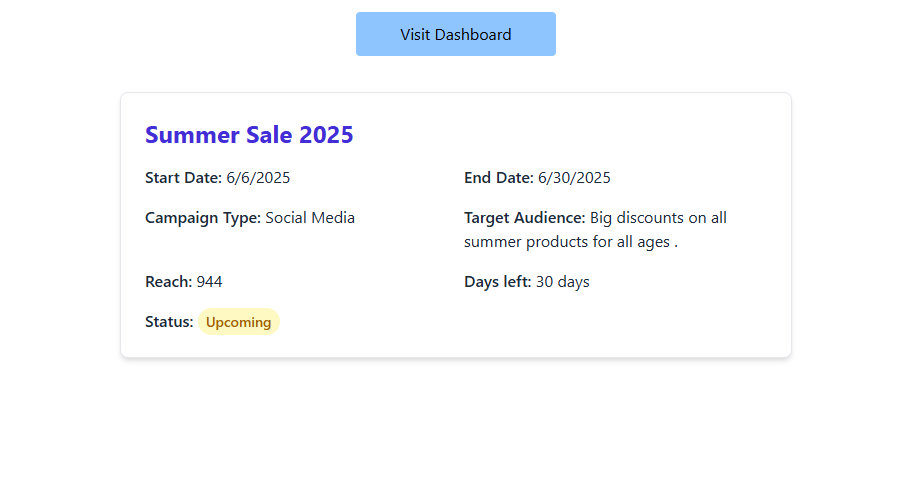 Visit Dashboard
Summer Sale 2025
Start Date: 6/6/2025
End Date: 6/30/2025
Campaign Type: Social Media
Target Audience: Big discounts on all
summer products for all ages .
Reach: 944
Days left: 30 days
Status: Upcoming